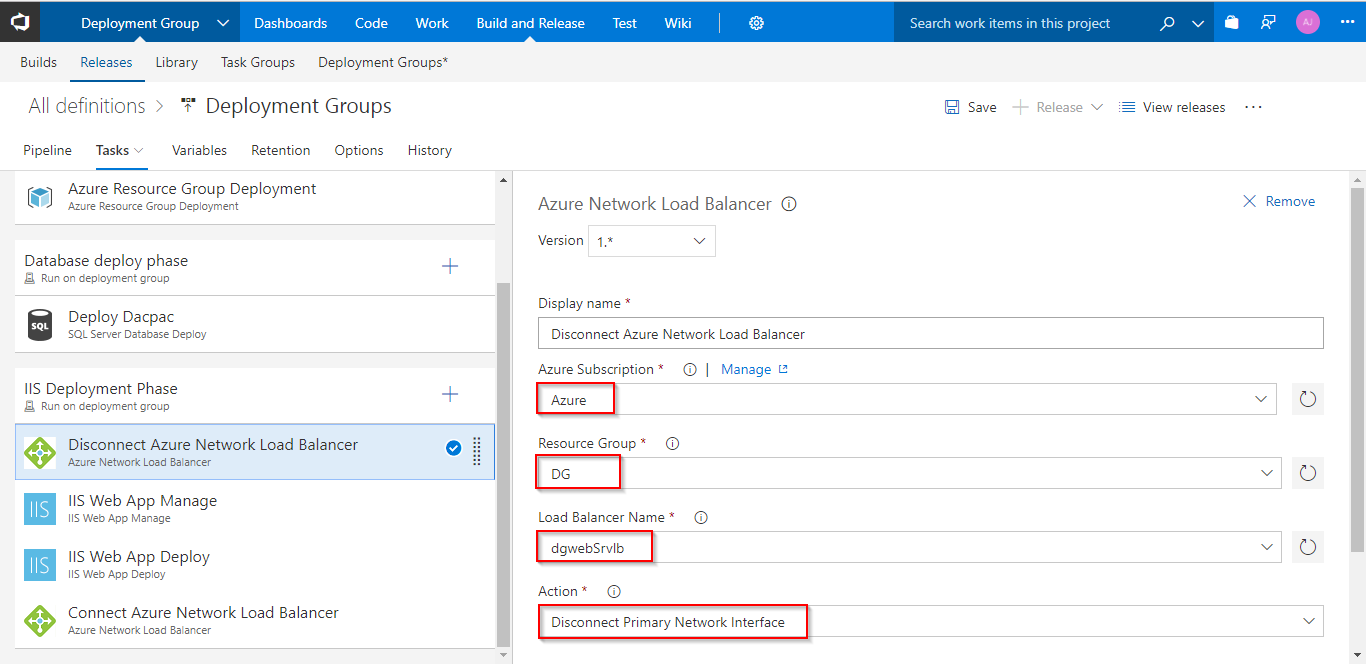 Deployment Group Dashboards Code Work Build and Release Test Wiki Search work items in this project AJ
Builds Releases Library Task Groups Deployment Groups*
All definitions > Deployment Groups Save Release View releases ...
Pipeline Tasks Variables Retention Options History
Azure Resource Group Deployment
Azure Resource Group Deployment
Database deploy phase
Run on deployment group
SQL
Deploy Dacpac
SQL Server Database Deploy
IIS Deployment Phase
Run on deployment group
Disconnect Azure Network Load Balancer
Azure Network Load Balancer
IIS
IIS Web App Manage
IIS Web App Manage
IIS
IIS Web App Deploy
IIS Web App Deploy
Connect Azure Network Load Balancer
Azure Network Load Balancer
Azure Network Load Balancer Remove
Version 1.*
Display name *
Disconnect Azure Network Load Balancer
Azure Subscription * | Manage
Azure
Resource Group *
DG
Load Balancer Name *
dgwebSrvlb
Action *
Disconnect Primary Network Interface